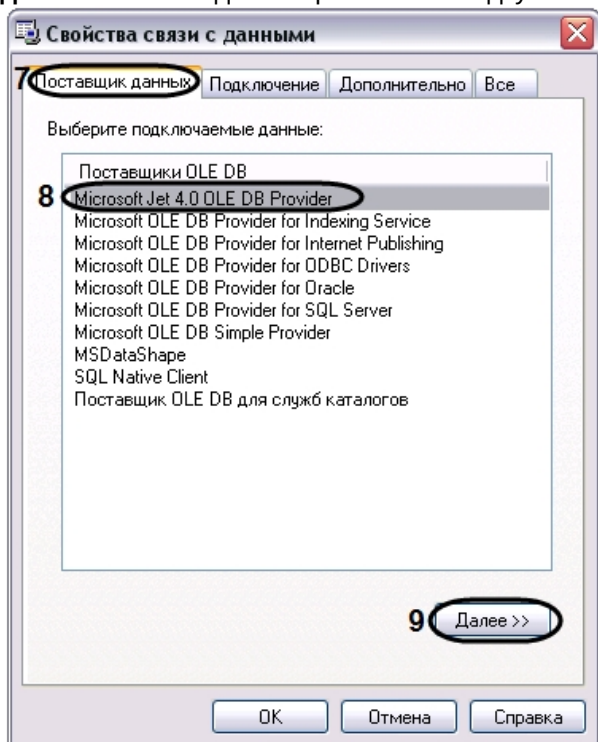 Свойства связи с данными
7 Поставщик данных Подключение Дополнительно Все
Выберите подключаемые данные:
Поставщики OLE DB
8 Microsoft Jet 4.0 OLE DB Provider
Microsoft OLE DB Provider for Indexing Service
Microsoft OLE DB Provider for Internet Publishing
Microsoft OLE DB Provider for ODBC Drivers
Microsoft OLE DB Provider for Oracle
Microsoft OLE DB Provider for SQL Server
Microsoft OLE DB Simple Provider
MSDataShape
SQL Native Client
Поставщик OLE DB для служб каталогов
9 Далее >>
OK Отмена Справка